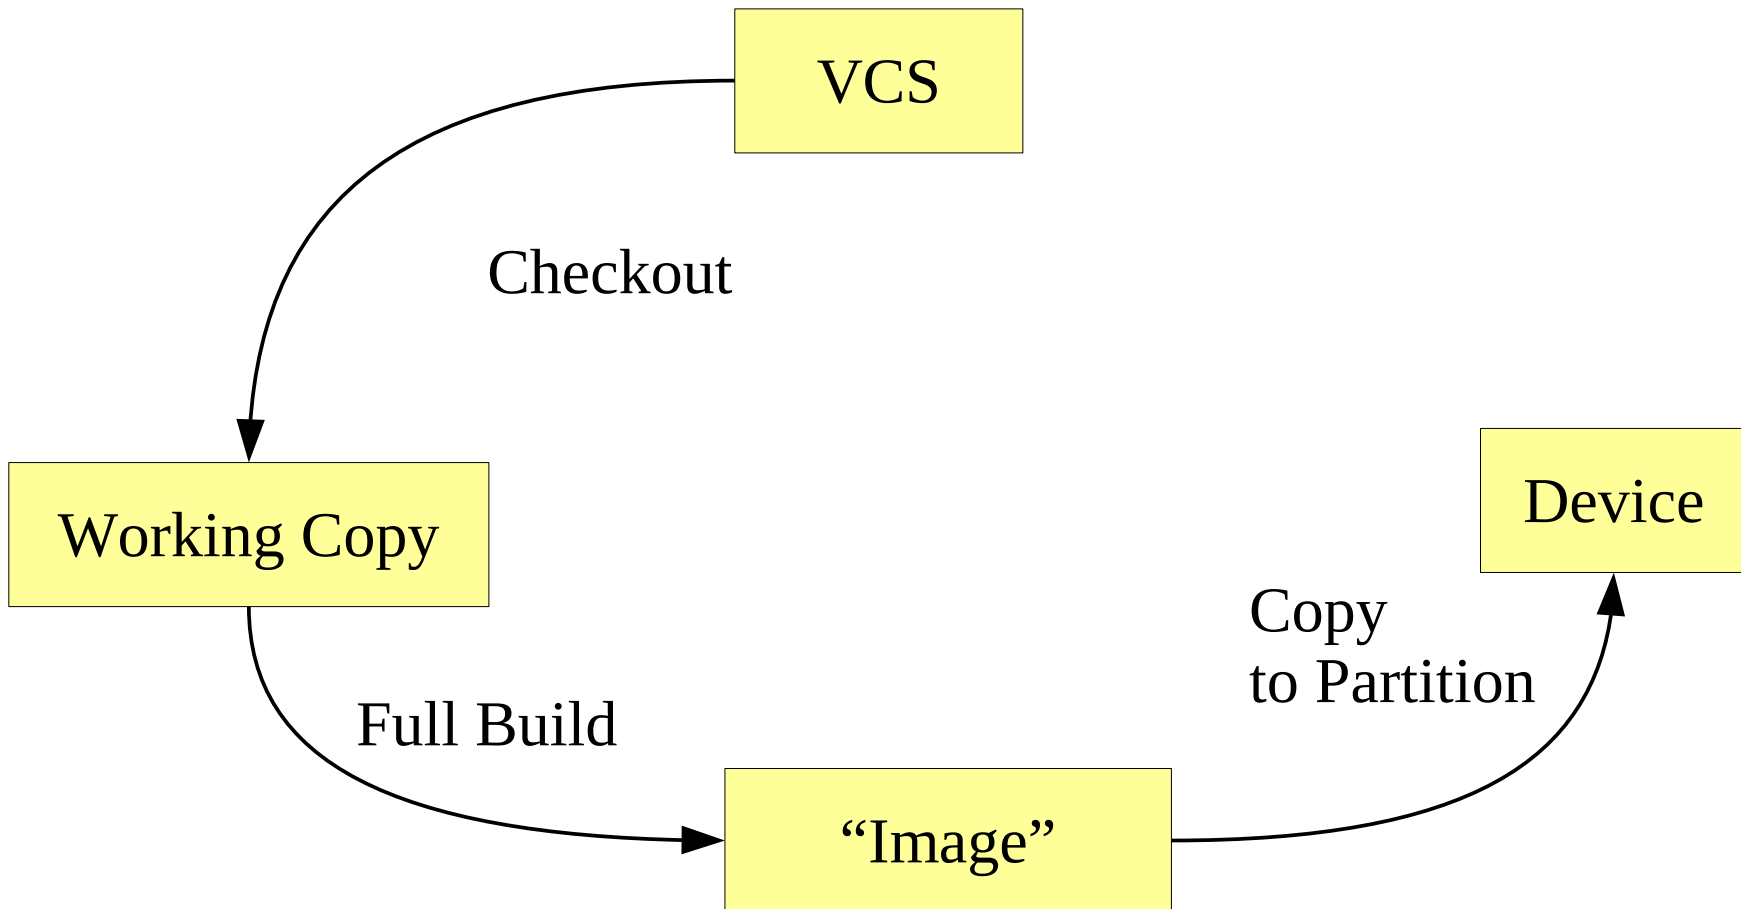 VCS
Checkout
Working Copy
Device
Copy
to Partition
Full Build
“Image”